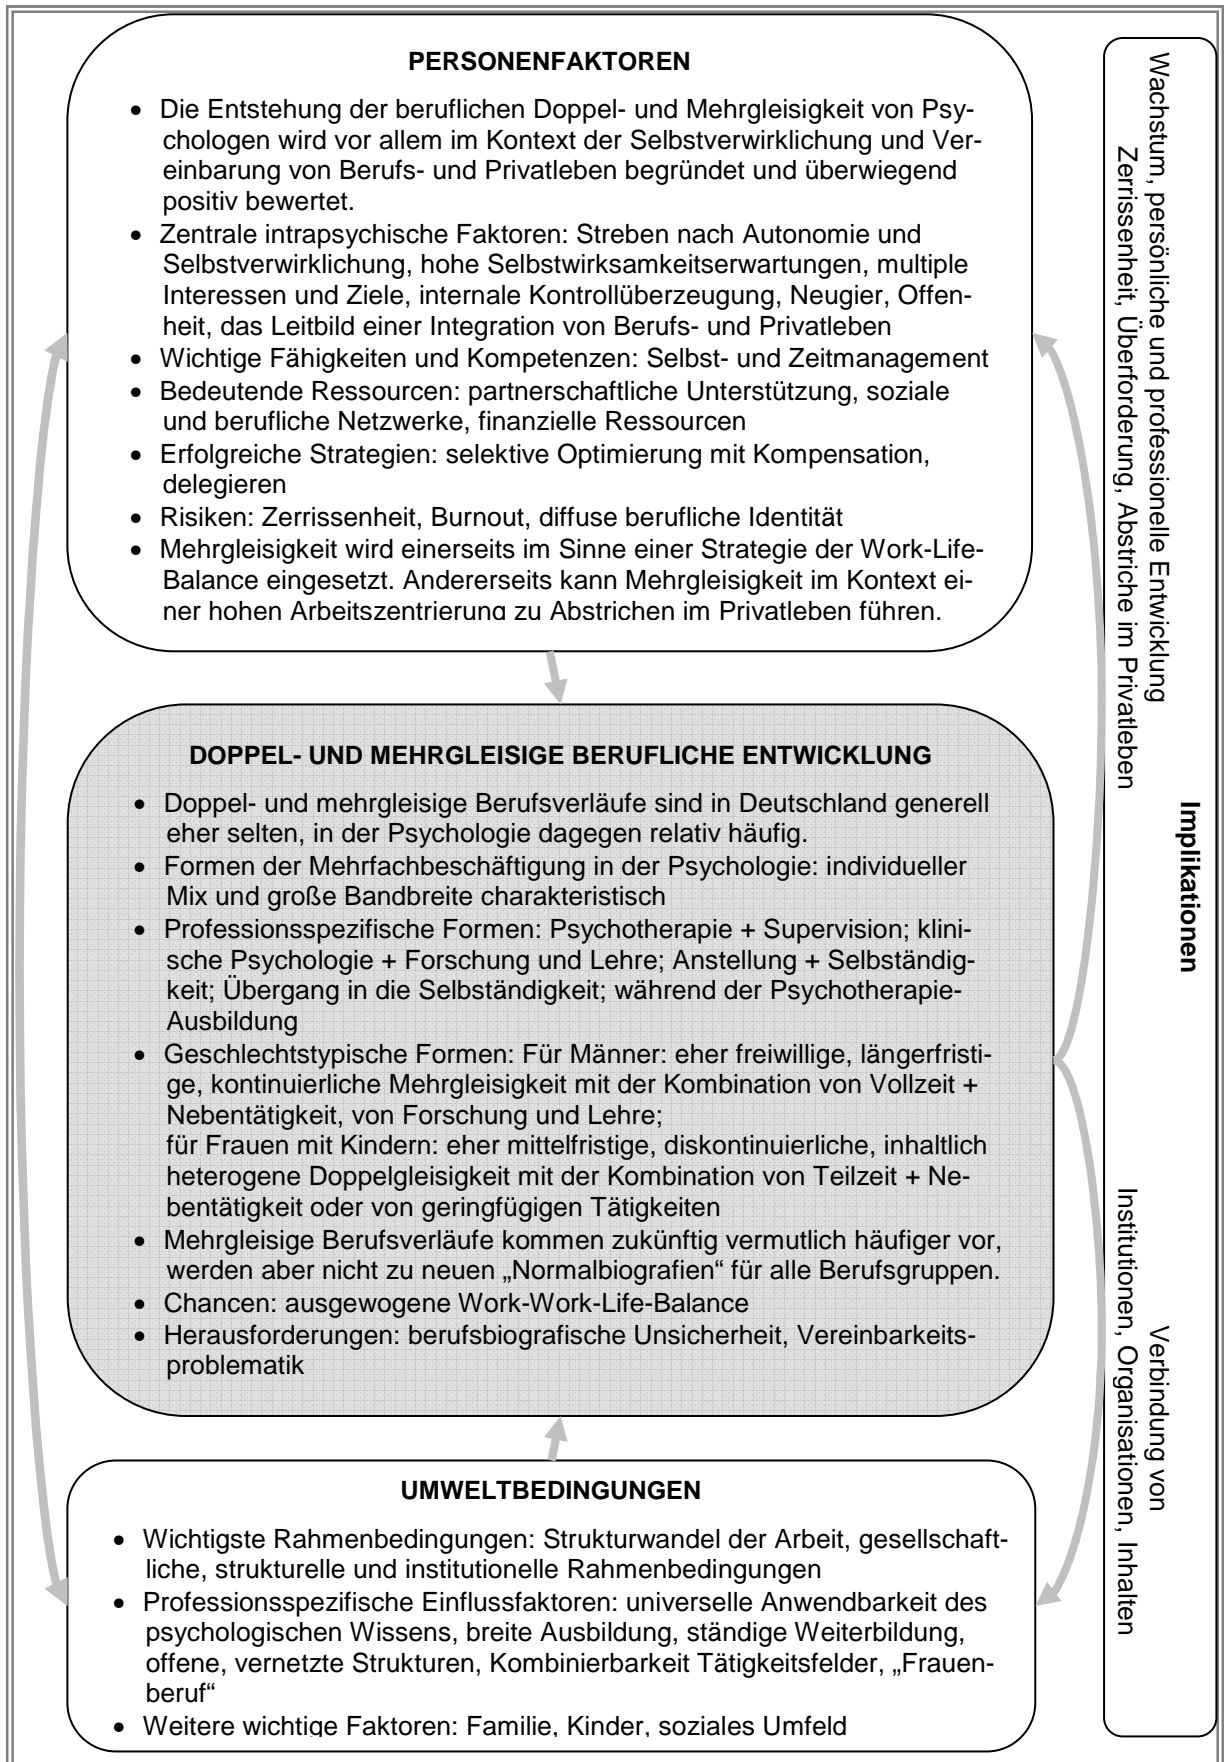 PERSONENFAKTOREN
• Die Entstehung der beruflichen Doppel- und Mehrgleisigkeit von Psy-
chologen wird vor allem im Kontext der Selbstverwirklichung und Ver-
einbarung von Berufs- und Privatleben begründet und überwiegend
positiv bewertet.
• Zentrale intrapsychische Faktoren: Streben nach Autonomie und
Selbstverwirklichung, hohe Selbstwirksamkeitserwartungen, multiple
Interessen und Ziele, internale Kontrollüberzeugung, Neugier, Offen-
heit, das Leitbild einer Integration von Berufs- und Privatleben
• Wichtige Fähigkeiten und Kompetenzen: Selbst- und Zeitmanagement
• Bedeutende Ressourcen: partnerschaftliche Unterstützung, soziale
und berufliche Netzwerke, finanzielle Ressourcen
• Erfolgreiche Strategien: selektive Optimierung mit Kompensation,
delegieren
• Risiken: Zerrissenheit, Burnout, diffuse berufliche Identität
• Mehrgleisigkeit wird einerseits im Sinne einer Strategie der Work-Life-
Balance eingesetzt. Andererseits kann Mehrgleisigkeit im Kontext ei-
ner hohen Arbeitszentrierung zu Abstrichen im Privatleben führen.
DOPPEL- UND MEHRGLEISIGE BERUFLICHE ENTWICKLUNG
• Doppel- und mehrgleisige Berufsverläufe sind in Deutschland generell
eher selten, in der Psychologie dagegen relativ häufig.
• Formen der Mehrfachbeschäftigung in der Psychologie: individueller
Mix und große Bandbreite charakteristisch
• Professionsspezifische Formen: Psychotherapie + Supervision; klini-
sche Psychologie + Forschung und Lehre; Anstellung + Selbständig-
keit; Übergang in die Selbständigkeit; während der Psychotherapie-
Ausbildung
• Geschlechtstypische Formen: Für Männer: eher freiwillige, längerfristi-
ge, kontinuierliche Mehrgleisigkeit mit der Kombination von Vollzeit +
Nebentätigkeit, von Forschung und Lehre;
für Frauen mit Kindern: eher mittelfristige, diskontinuierliche, inhaltlich
heterogene Doppelgleisigkeit mit der Kombination von Teilzeit + Ne-
bentätigkeit oder von geringfügigen Tätigkeiten
• Mehrgleisige Berufsverläufe kommen zukünftig vermutlich häufiger vor,
werden aber nicht zu neuen „Normalbiografien“ für alle Berufsgruppen.
• Chancen: ausgewogene Work-Work-Life-Balance
• Herausforderungen: berufsbiografische Unsicherheit, Vereinbarkeits-
problematik
UMWELTBEDINGUNGEN
• Wichtigste Rahmenbedingungen: Strukturwandel der Arbeit, gesellschaft-
liche, strukturelle und institutionelle Rahmenbedingungen
• Professionsspezifische Einflussfaktoren: universelle Anwendbarkeit des
psychologischen Wissens, breite Ausbildung, ständige Weiterbildung,
offene, vernetzte Strukturen, Kombinierbarkeit Tätigkeitsfelder, „Frauen-
beruf“
• Weitere wichtige Faktoren: Familie, Kinder, soziales Umfeld
Implikationen
Wachstum, persönliche und professionelle Entwicklung
Zerrissenheit, Überforderung, Abstriche im Privatleben
Verbindung von
Institutionen, Organisationen, Inhalten